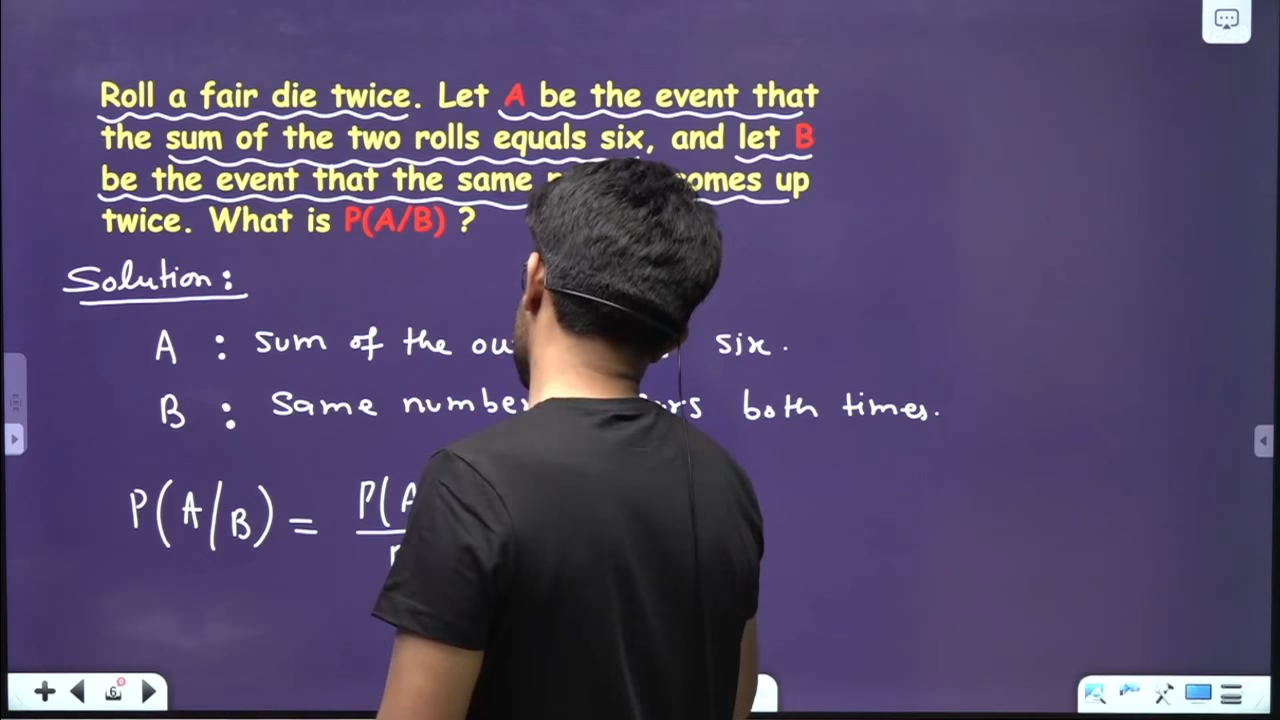 Roll a fair die twice. Let A be the event that
the sum of the two rolls equals six, and let B
be the event that the same comes up
twice. What is P(A/B) ?
Solution:
A : sum of the six.
B : Same number both times.
P(A/B) = P(A
6